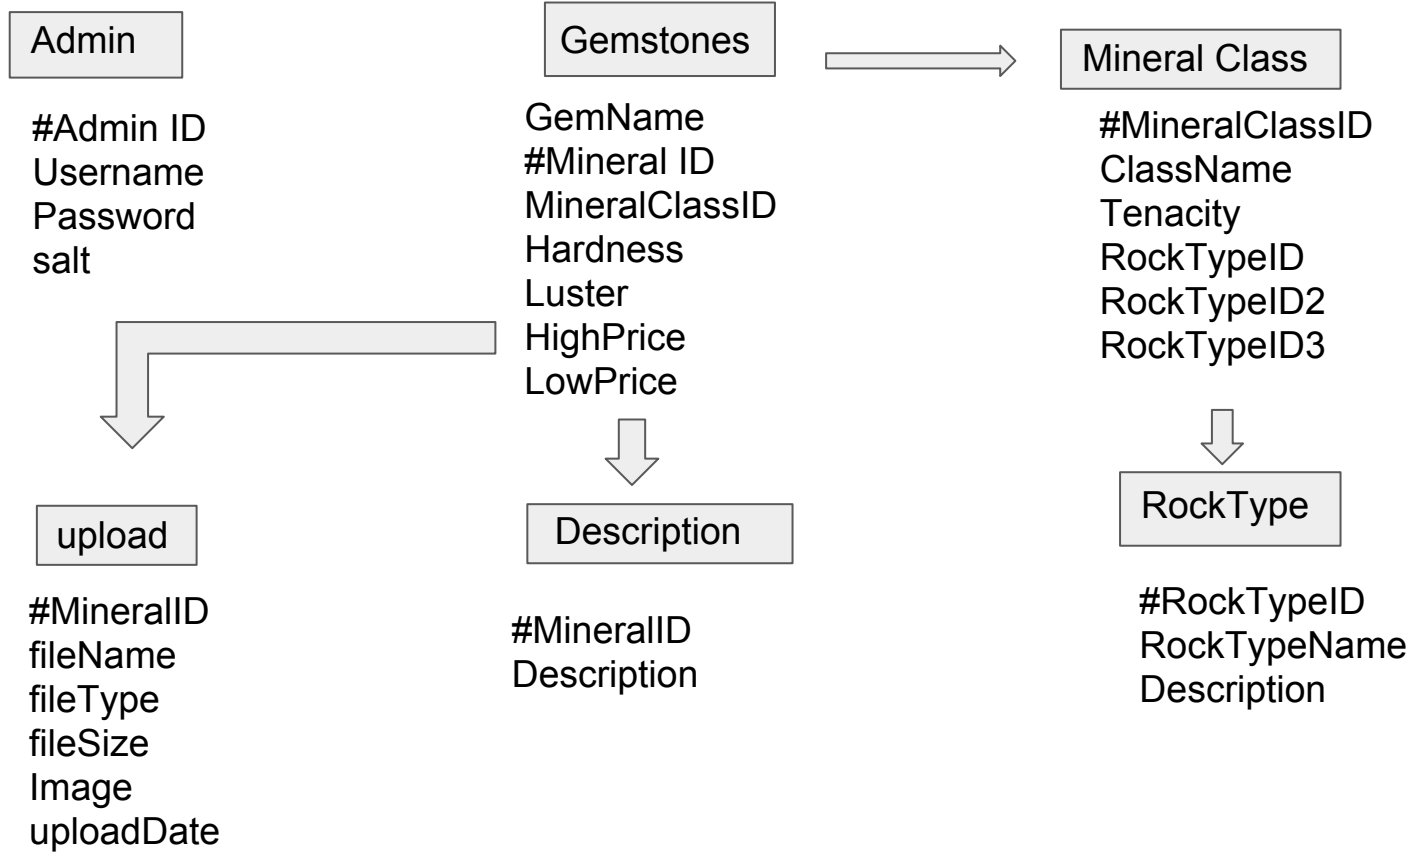 Admin
#Admin ID
Username
Password
salt
Gemstones
GemName
#Mineral ID
MineralClassID
Hardness
Luster
HighPrice
LowPrice
Mineral Class
#MineralClassID
ClassName
Tenacity
RockTypeID
RockTypeID2
RockTypeID3
upload
#MineralID
fileName
fileType
fileSize
Image
uploadDate
Description
#MineralID
Description
RockType
#RockTypeID
RockTypeName
Description